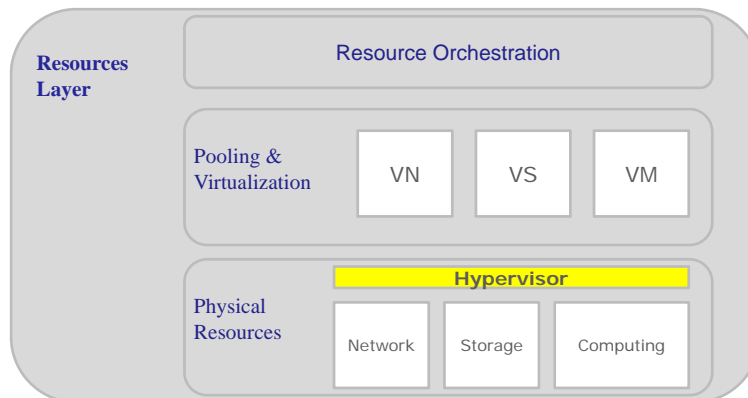 Resources
Layer
Resource Orchestration
Pooling &
Virtualization
VN
VS
VM
Hypervisor
Physical
Resources
Network
Storage
Computing